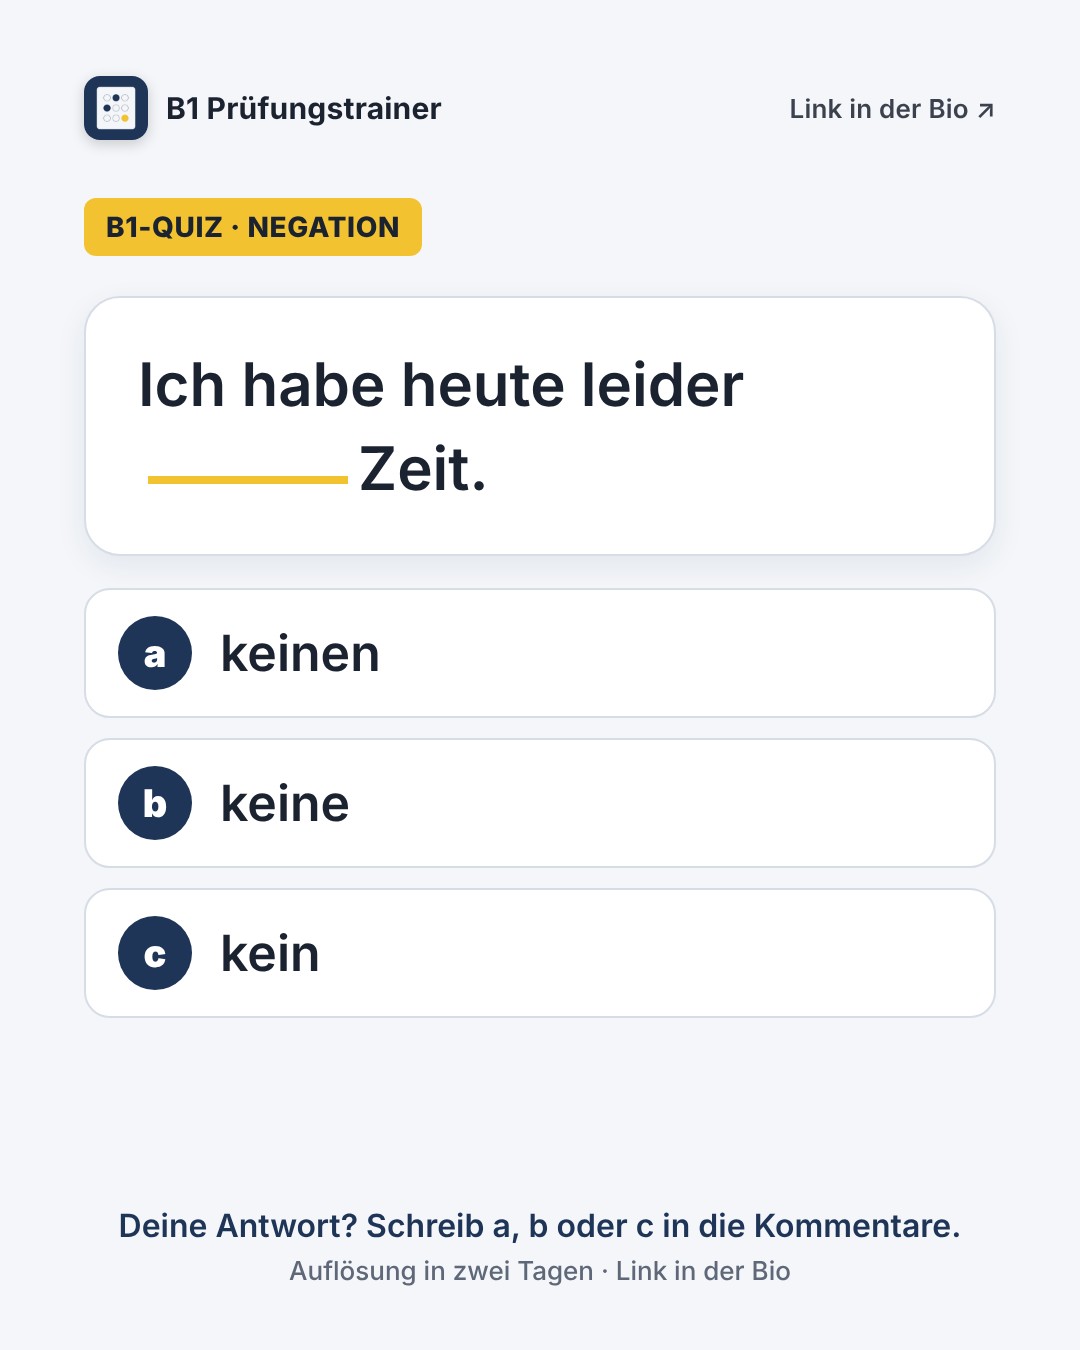 B1 Prüfungstrainer
Link in der Bio ↗
B1-QUIZ · NEGATION
Ich habe heute leider
______ Zeit.
a keinen
b keine
c kein
Deine Antwort? Schreib a, b oder c in die Kommentare.
Auflösung in zwei Tagen · Link in der Bio